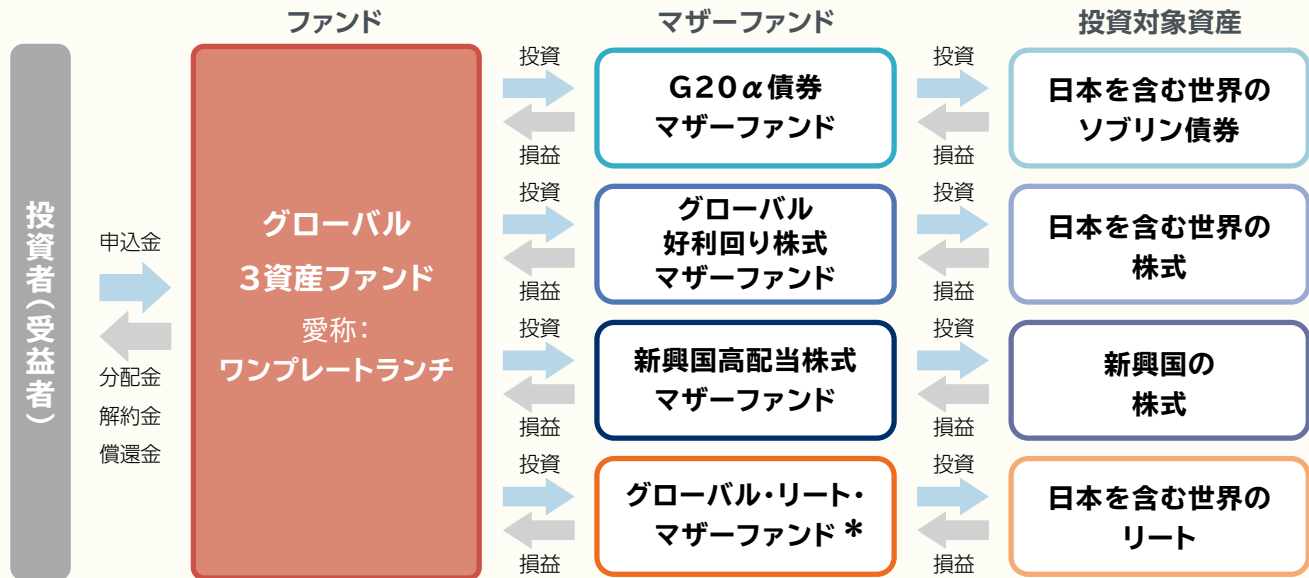 ファンド
マザーファンド
投資対象資産
投資者(受益者)
申込金
分配金
解約金
償還金
グローバル
3資産ファンド
愛称:
ワンプレートランチ
投資
損益
G20α債券
マザーファンド
投資
損益
日本を含む世界の
ソブリン債券
投資
損益
グローバル
好利回り株式
マザーファンド
投資
損益
日本を含む世界の
株式
投資
損益
新興国高配当株式
マザーファンド
投資
損益
新興国の
株式
投資
損益
グローバル・リート・
マザーファンド*
投資
損益
日本を含む世界の
リート